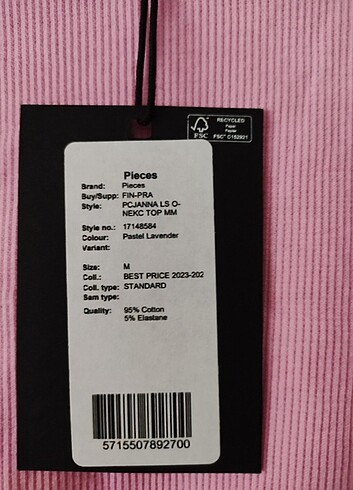 RECYCLED
Paper
FSC
FSC® C152921
Pieces
Brand: Pieces
Buy/Supp: FIN-PRA
Style: PCJANNA LS O-
NEKC TOP MM
Style no.: 17148584
Colour: Pastel Lavender
Variant:
Size: M
Coll.: BEST PRICE 2023-202
Coll. type: STANDARD
Sam type:
Quality: 95% Cotton
5% Elastane
5715507892700